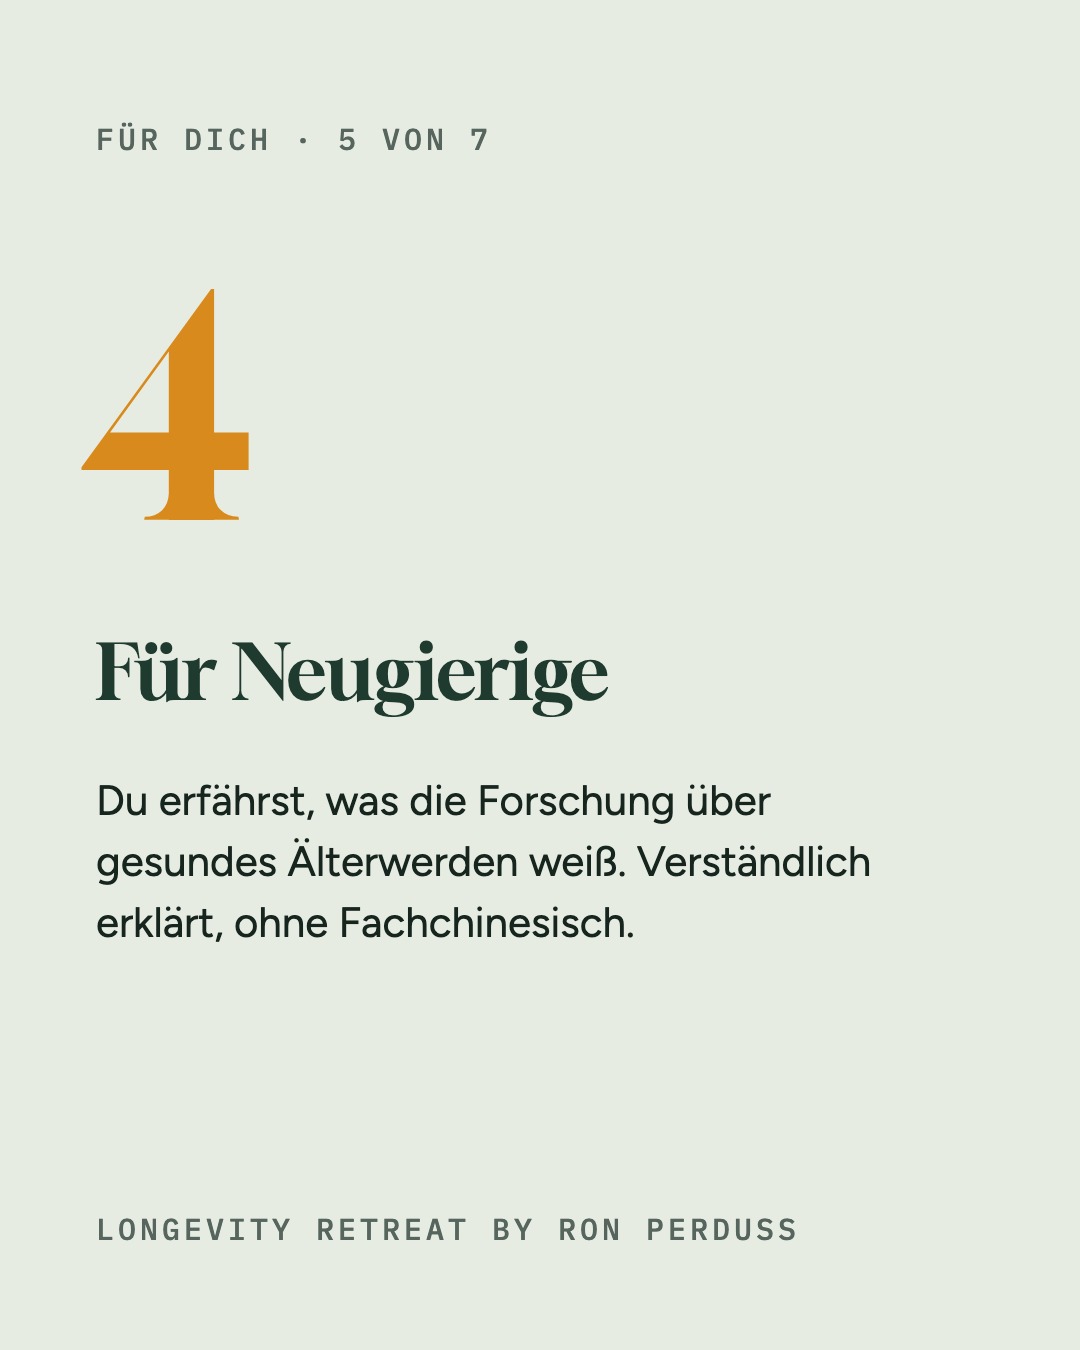 FÜR DICH · 5 VON 7
4
Für Neugierige
Du erfährst, was die Forschung über
gesundes Älterwerden weiß. Verständlich
erklärt, ohne Fachchinesisch.
LONGEVITY RETREAT BY RON PERDUSS